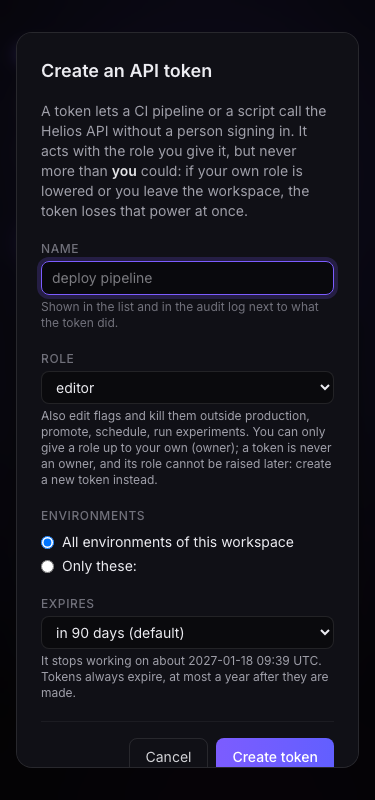 Create an API token
A token lets a CI pipeline or a script call the
Helios API without a person signing in. It
acts with the role you give it, but never
more than you could: if your own role is
lowered or you leave the workspace, the
token loses that power at once.
NAME
deploy pipeline
Shown in the list and in the audit log next to what
the token did.
ROLE
editor
Also edit flags and kill them outside production,
promote, schedule, run experiments. You can only
give a role up to your own (owner); a token is never
an owner, and its role cannot be raised later: create
a new token instead.
ENVIRONMENTS
All environments of this workspace
Only these:
EXPIRES
in 90 days (default)
It stops working on about 2027-01-18 09:39 UTC.
Tokens always expire, at most a year after they are
made.
Cancel
Create token